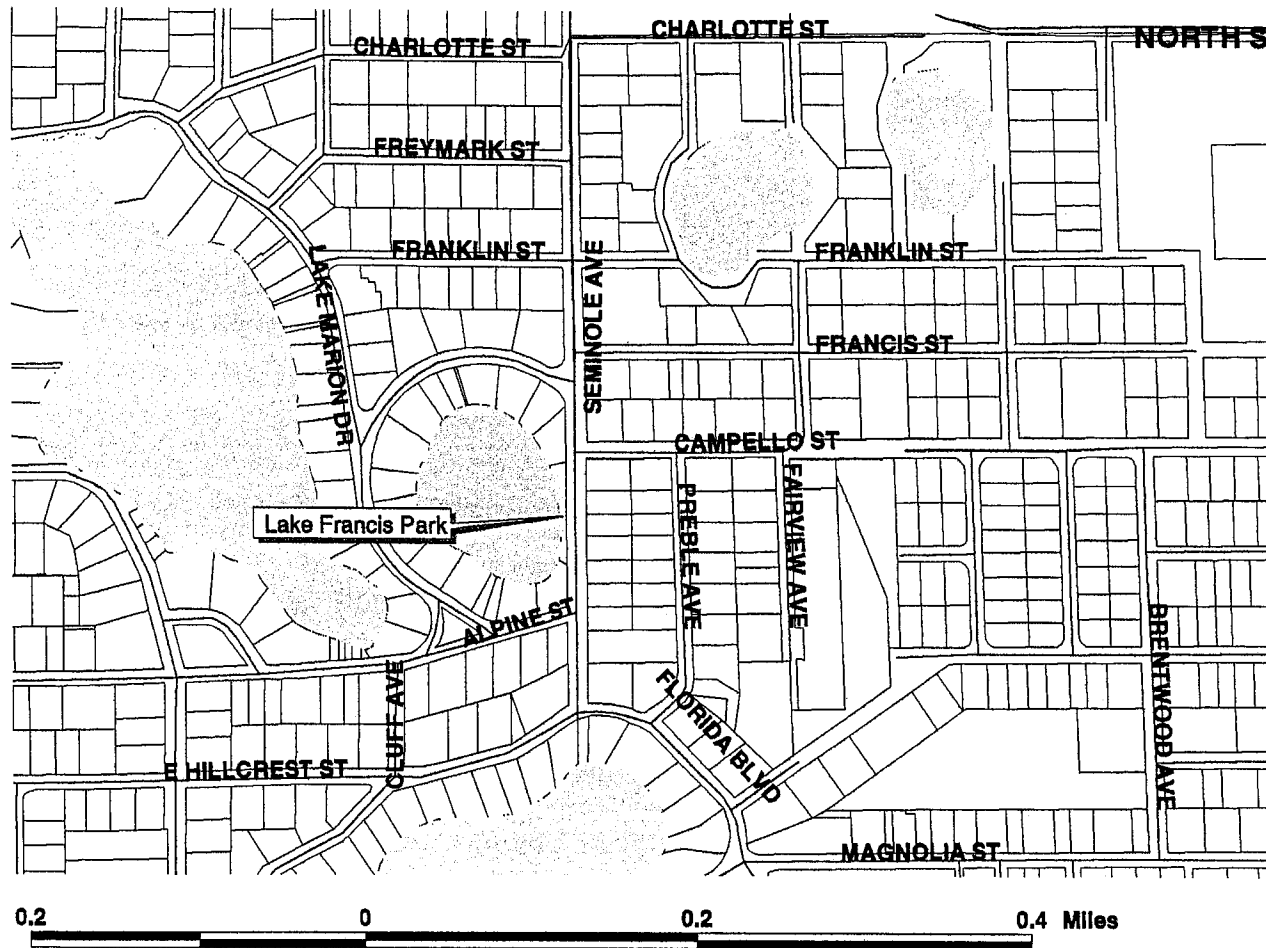 CHARLOTTE ST
CHARLOTTE ST
NORTH S
FREYMARK ST
FRANKLIN ST
FRANKLIN ST
LAKE MARION DR
SEMINOLE AVE
FRANCIS ST
CAMPELLO ST
Lake Francis Park
PREBLE AVE
FAIRVIEW AVE
ALPINE ST
BRENTWOOD AVE
CLUFF AVE
FLORIDA BLVD
E HILLCREST ST
MAGNOLIA ST
0.2 0 0.2 0.4 Miles